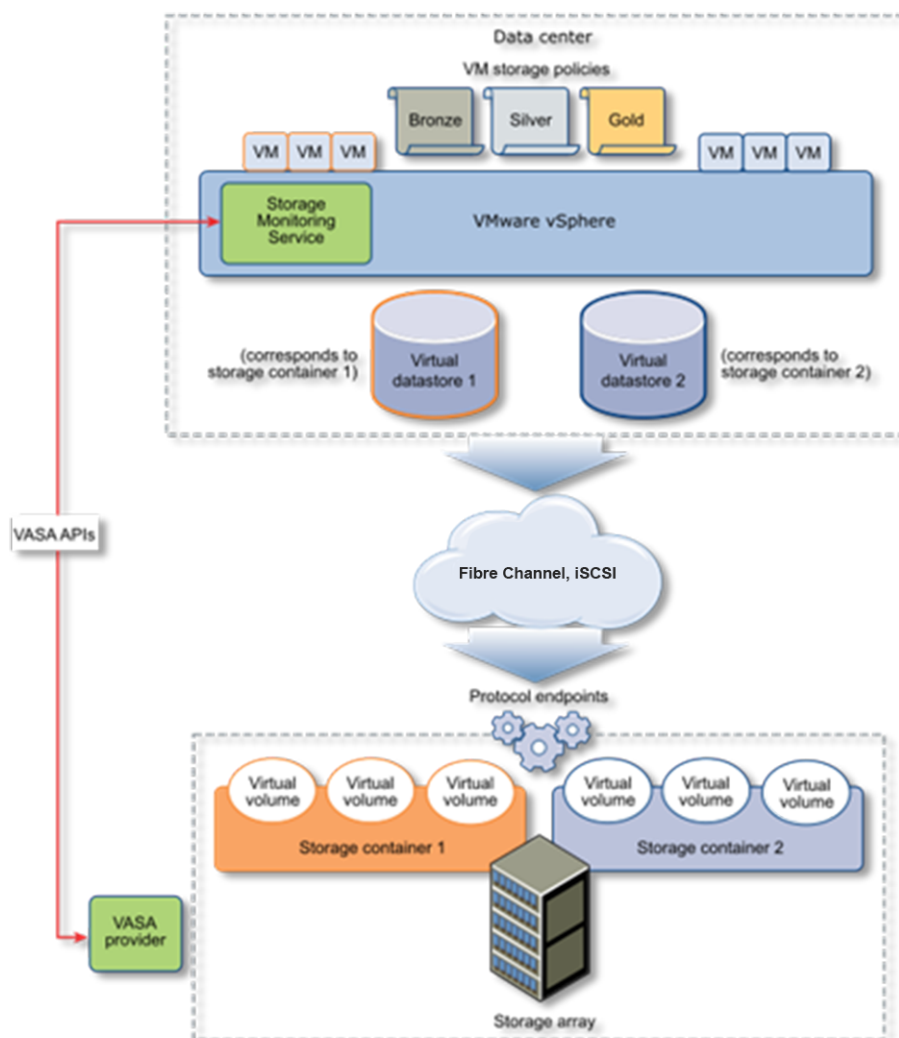 Data center
VM storage policies
Bronze
Silver
Gold
VM VM VM
VM VM VM
Storage
Monitoring
Service
VMware vSphere
(corresponds to
storage container 1)
Virtual
datastore 1
Virtual
datastore 2
(corresponds to
storage container 2)
VASA APIs
Fibre Channel, iSCSI
Protocol endpoints
Virtual
volume
Virtual
volume
Virtual
volume
Virtual
volume
Virtual
volume
Virtual
volume
Storage container 1
Storage container 2
VASA
provider
Storage array